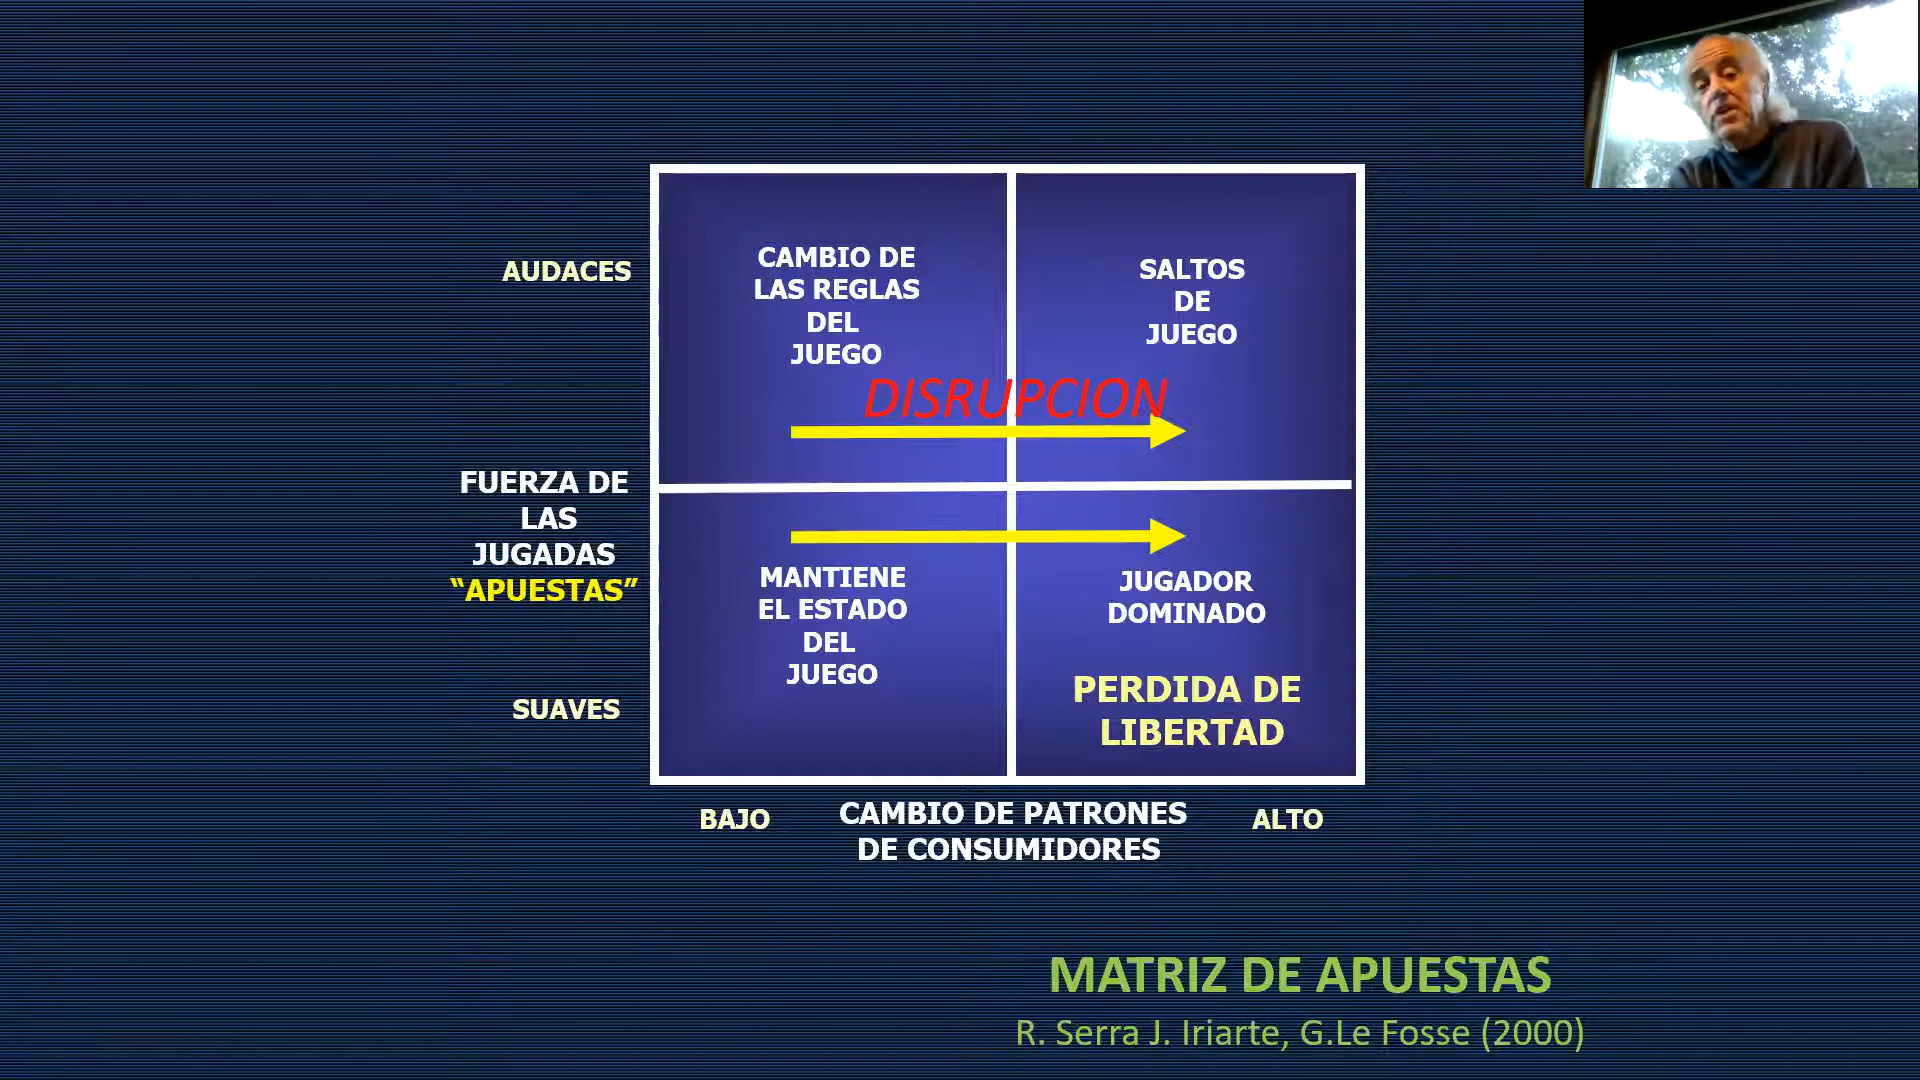 AUDACES
CAMBIO DE
LAS REGLAS
DEL
JUEGO
SALTOS
DE
JUEGO
DISRUPCION
FUERZA DE
LAS
JUGADAS
“APUESTAS”
MANTIENE
EL ESTADO
DEL
JUEGO
JUGADOR
DOMINADO
PERDIDA DE
LIBERTAD
SUAVES
BAJO
CAMBIO DE PATRONES
DE CONSUMIDORES
ALTO
MATRIZ DE APUESTAS
R. Serra J. Iriarte, G.Le Fosse (2000)